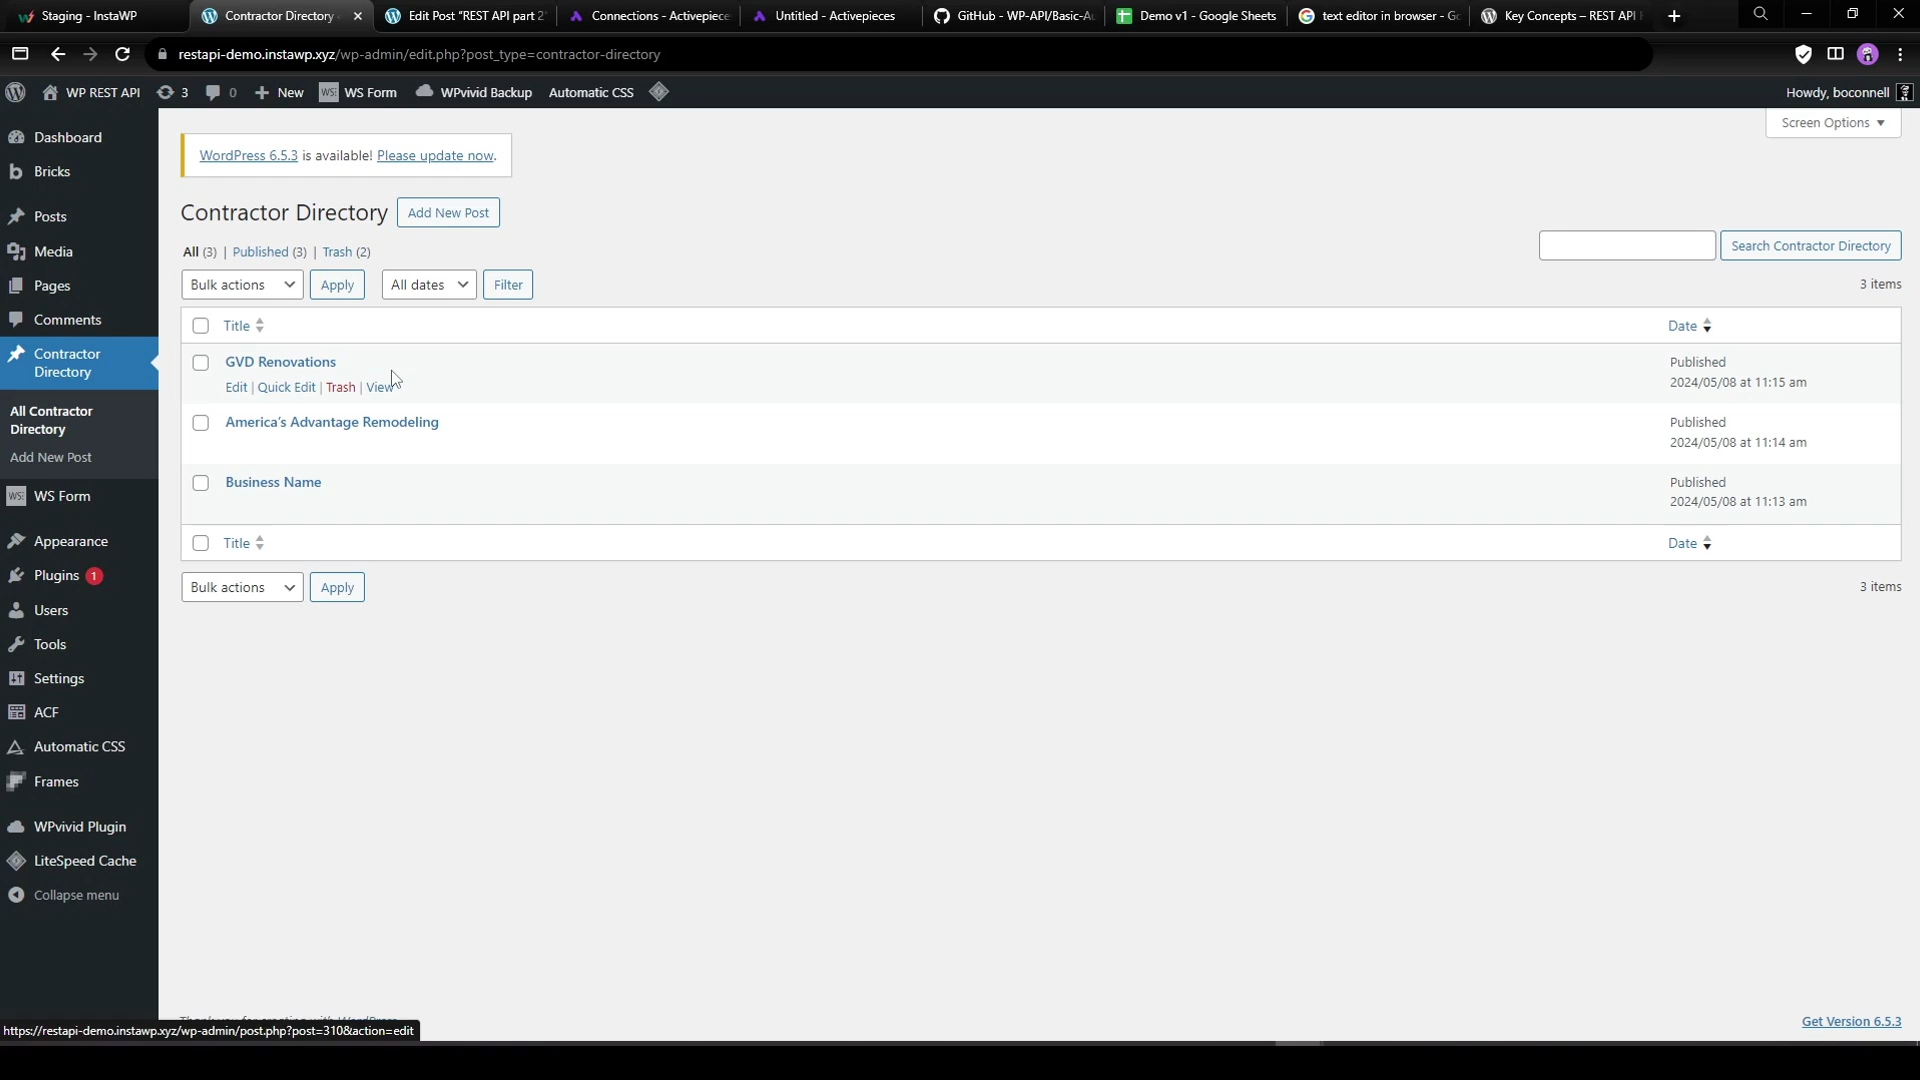 Staging - InstaWP
Contractor Directory
Edit Post "REST API part 2"
Connections - Activepiece
Untitled - Activepieces
GitHub - WP-API/Basic-Au
Demo v1 - Google Sheets
text editor in browser - Go
Key Concepts – REST API
restapi-demo.instawp.xyz/wp-admin/edit.php?post_type=contractor-directory
WP REST API
3
0
New
WS Form
WPvivid Backup
Automatic CSS
Howdy, boconnell
Screen Options
Dashboard
Bricks
Posts
Media
Pages
Comments
Contractor
Directory
All Contractor
Directory
Add New Post
WS Form
Appearance
Plugins 1
Users
Tools
Settings
ACF
Automatic CSS
Frames
WPvivid Plugin
LiteSpeed Cache
Collapse menu
WordPress 6.5.3 is available! Please update now.
Contractor Directory
Add New Post
All (3) | Published (3) | Trash (2)
Search Contractor Directory
Bulk actions
Apply
All dates
Filter
3 items
Title
Date
GVD Renovations
Edit | Quick Edit | Trash | View
Published
2024/05/08 at 11:15 am
America's Advantage Remodeling
Published
2024/05/08 at 11:14 am
Business Name
Published
2024/05/08 at 11:13 am
Title
Date
Bulk actions
Apply
3 items
https://restapi-demo.instawp.xyz/wp-admin/post.php?post=310&action=edit
Get Version 6.5.3